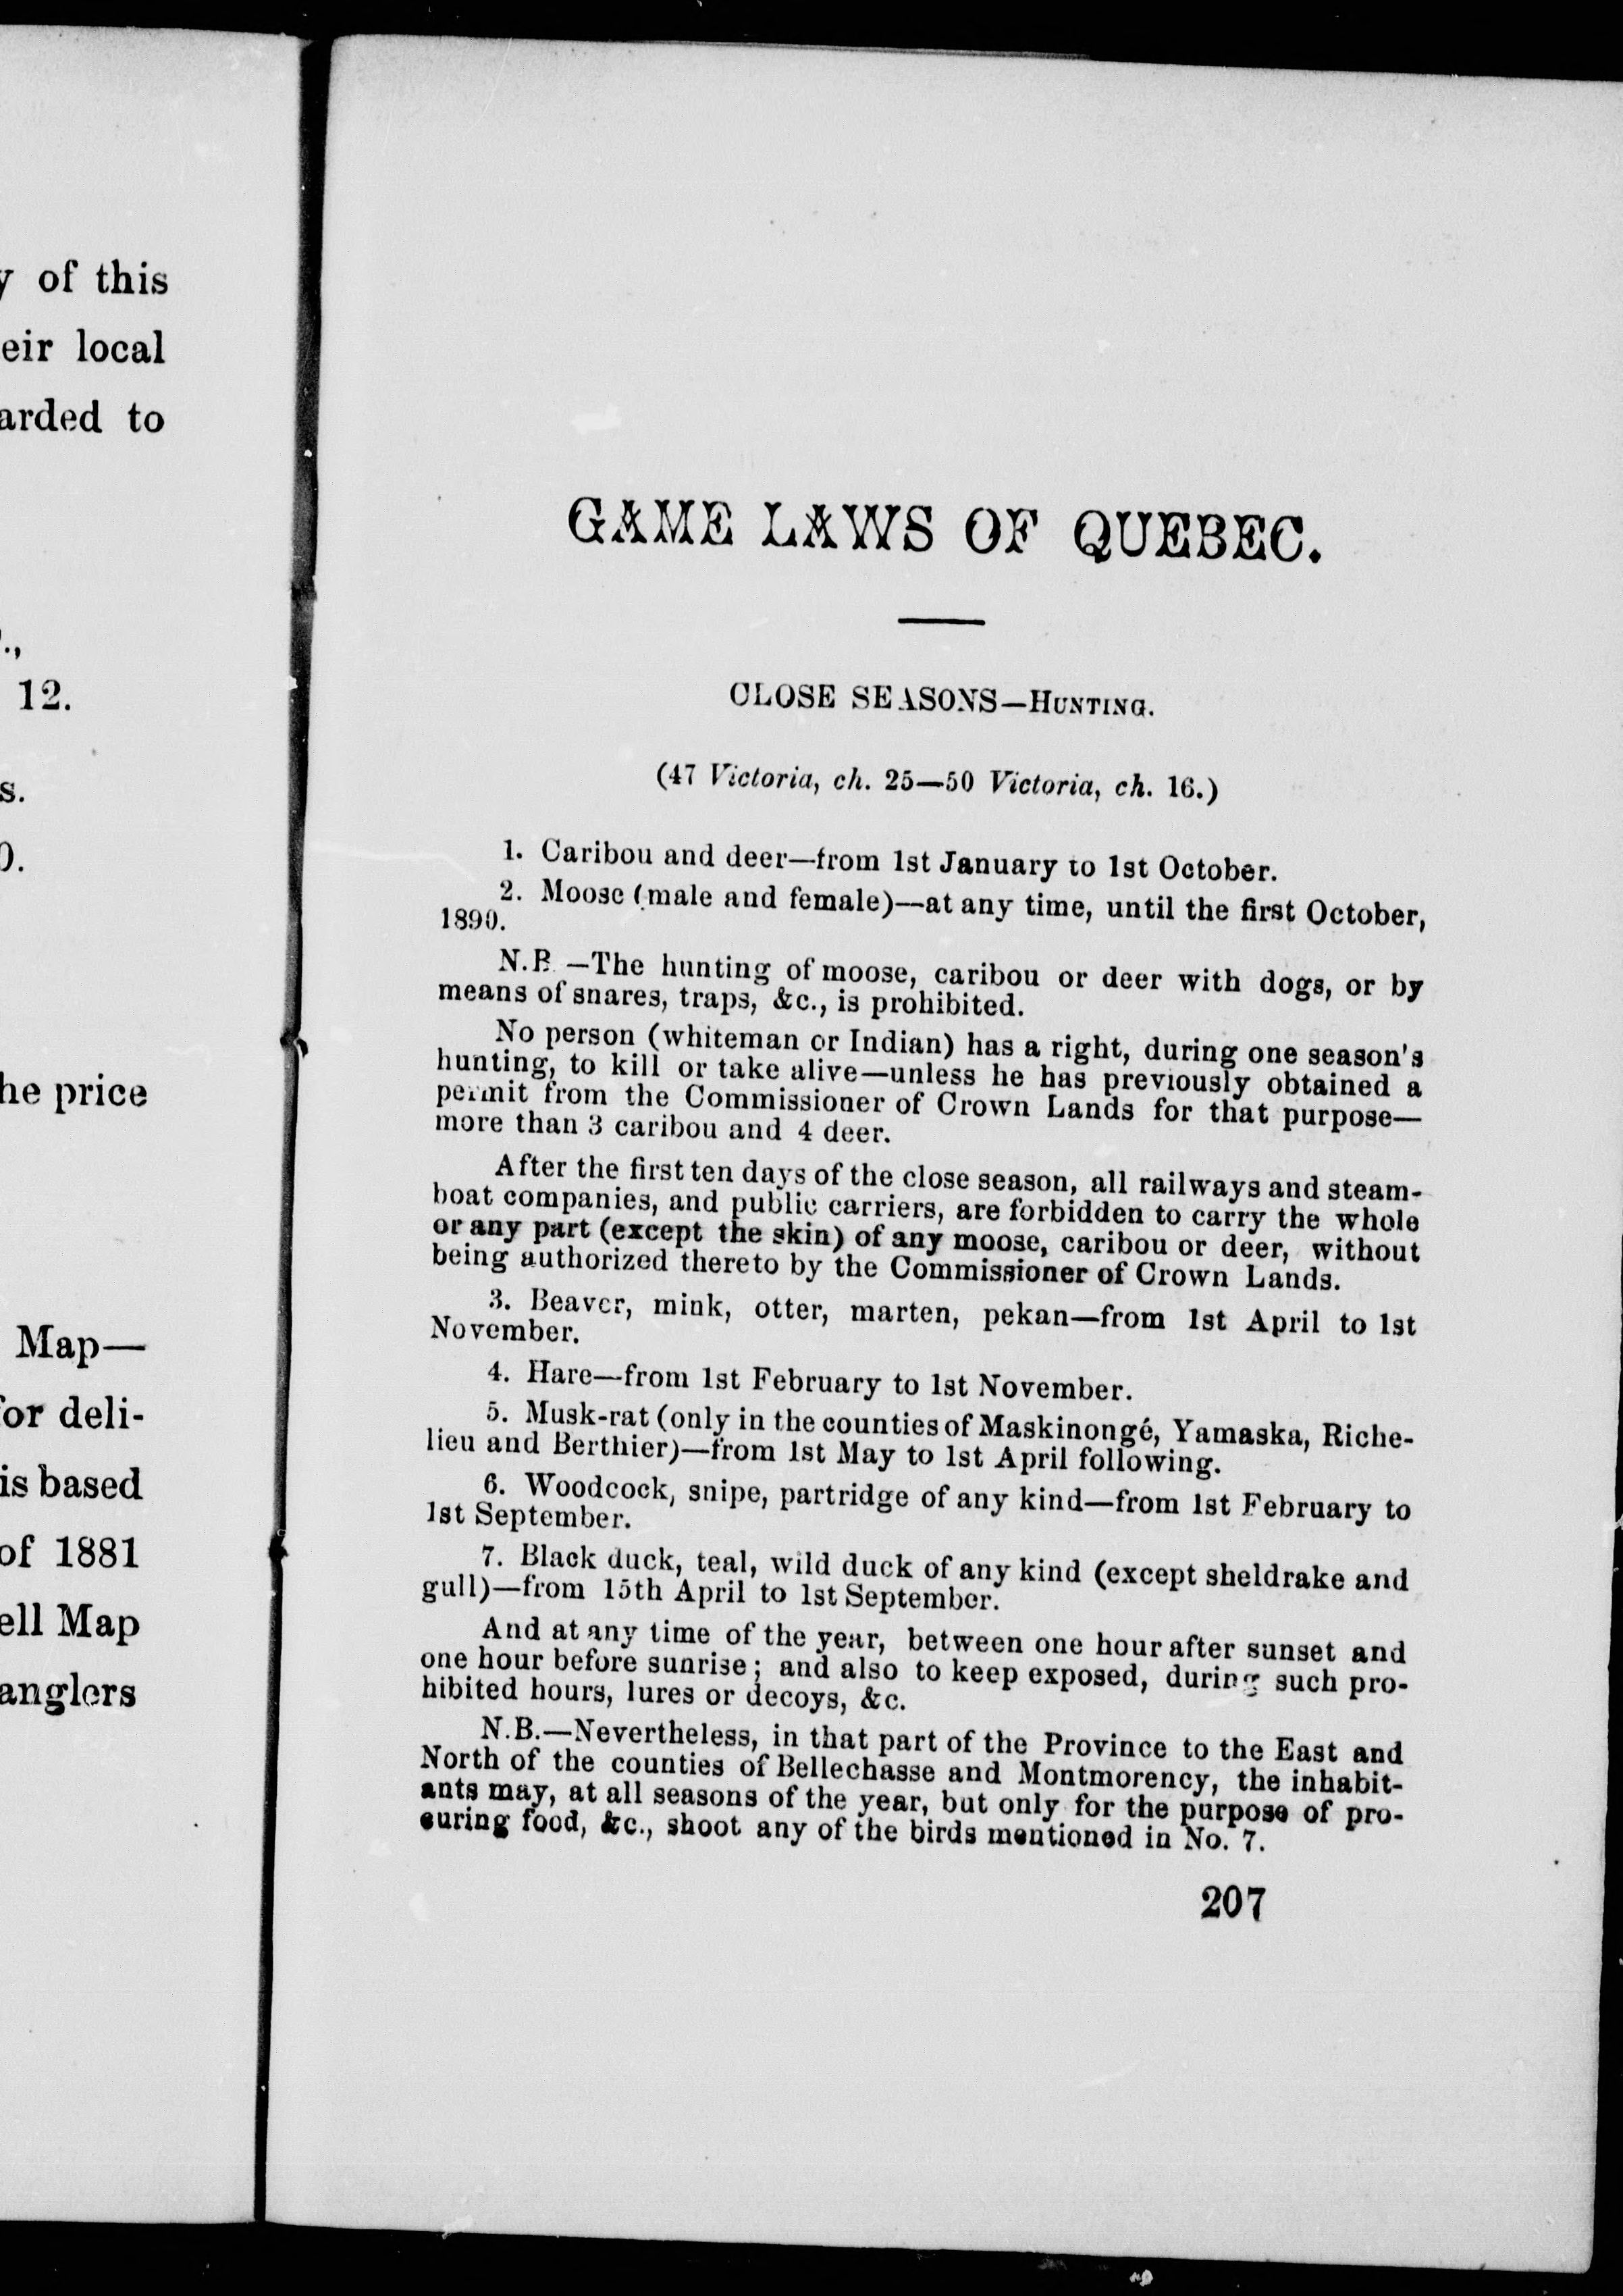 y of this
eir local
arded to
.,
12.
s.
0.
he price
Map—
for deli-
is based
of 1881
ell Map
anglers
GAME LAWS OF QUEBEC.
CLOSE SEASONS—HUNTING.
(47 Victoria, ch. 25—50 Victoria, ch. 16.)
1. Caribou and deer—from 1st January to 1st October.
2. Moose (male and female)—at any time, until the first October,
1890.
N.B.—The hunting of moose, caribou or deer with dogs, or by
means of snares, traps, &c., is prohibited.
No person (whiteman or Indian) has a right, during one season's
hunting, to kill or take alive—unless he has previously obtained a
permit from the Commissioner of Crown Lands for that purpose—
more than 3 caribou and 4 deer.
After the first ten days of the close season, all railways and steam-
boat companies, and public carriers, are forbidden to carry the whole
or any part (except the skin) of any moose, caribou or deer, without
being authorized thereto by the Commissioner of Crown Lands.
3. Beaver, mink, otter, marten, pekan—from 1st April to 1st
November.
4. Hare—from 1st February to 1st November.
5. Musk-rat (only in the counties of Maskinongé, Yamaska, Riche-
lieu and Berthier)—from 1st May to 1st April following.
6. Woodcock, snipe, partridge of any kind—from 1st February to
1st September.
7. Black duck, teal, wild duck of any kind (except sheldrake and
gull)—from 15th April to 1st September.
And at any time of the year, between one hour after sunset and
one hour before sunrise; and also to keep exposed, during such pro-
hibited hours, lures or decoys, &c.
N.B.—Nevertheless, in that part of the Province to the East and
North of the counties of Bellechasse and Montmorency, the inhabit-
ants may, at all seasons of the year, but only for the purpose of pro-
curing food, &c., shoot any of the birds mentioned in No. 7.
207